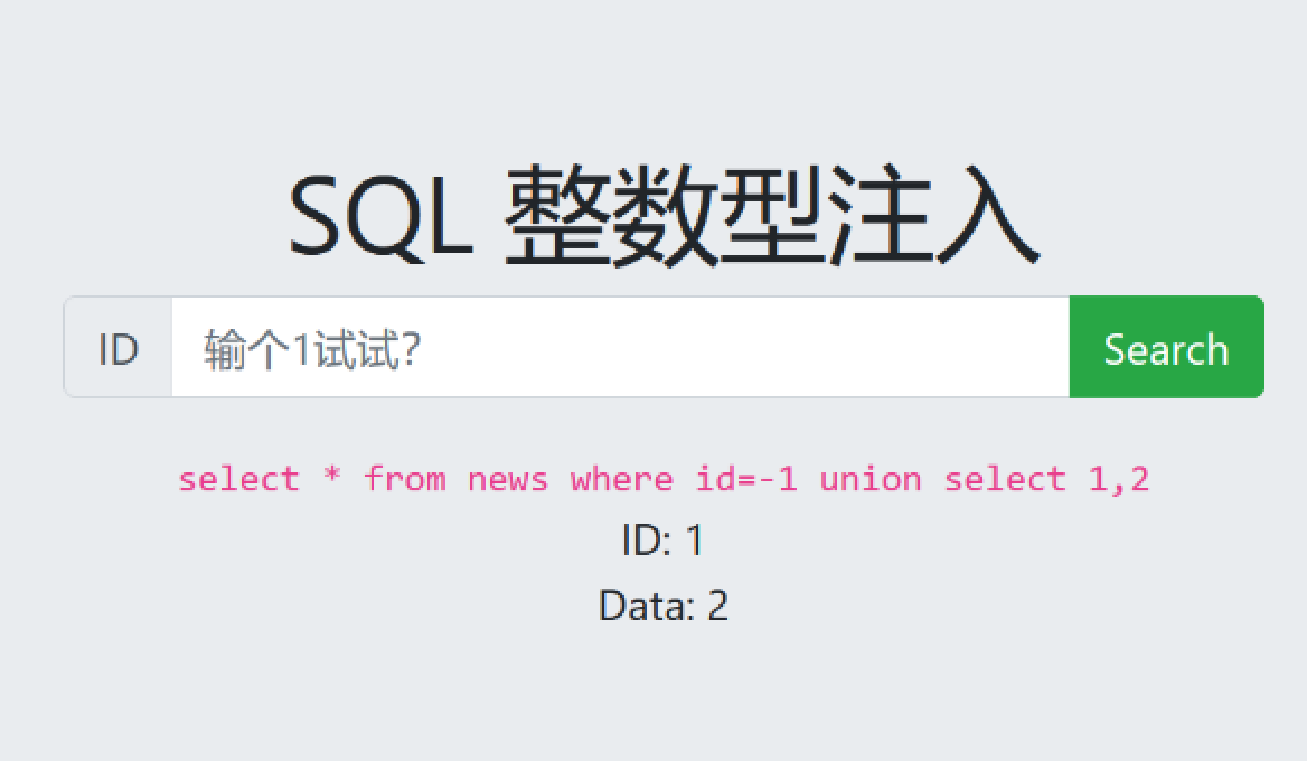 SQL 整数型注入
ID 输个1试试? Search
select * from news where id=-1 union select 1,2
ID: 1
Data: 2